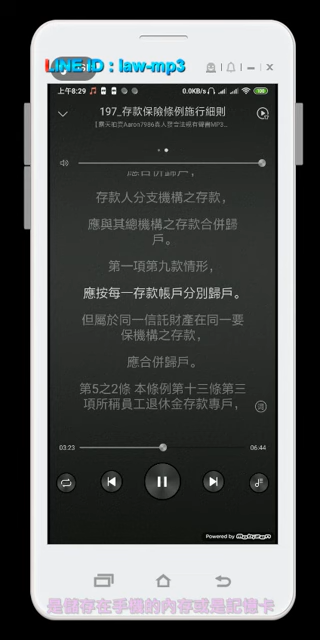 LINE ID：law-mp3
上午8:29
0.0KB/s
197_存款保險條例施行細則
應合併歸戶，
存款人分支機構之存款，
應與其總機構之存款合併歸
戶。
第一項第九款情形，
應按每一存款帳戶分別歸戶。
但屬於同一信託財產在同一要
保機構之存款，
應合併歸戶。
第5之2條 本條例第十三條第三
項所稱員工退休金存款專戶，
03:23
06:44
Powered by
是儲存在手機的內存或是記憶卡